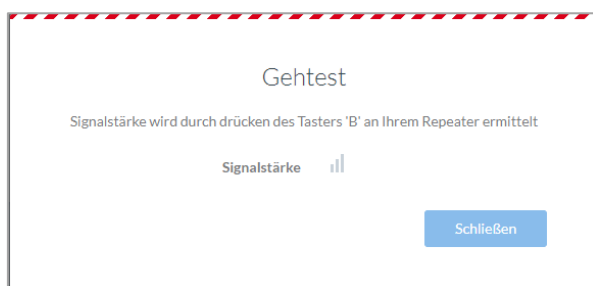 Gehtest
Signalstärke wird durch drücken des Tasters 'B' an Ihrem Repeater ermittelt
Signalstärke
Schließen